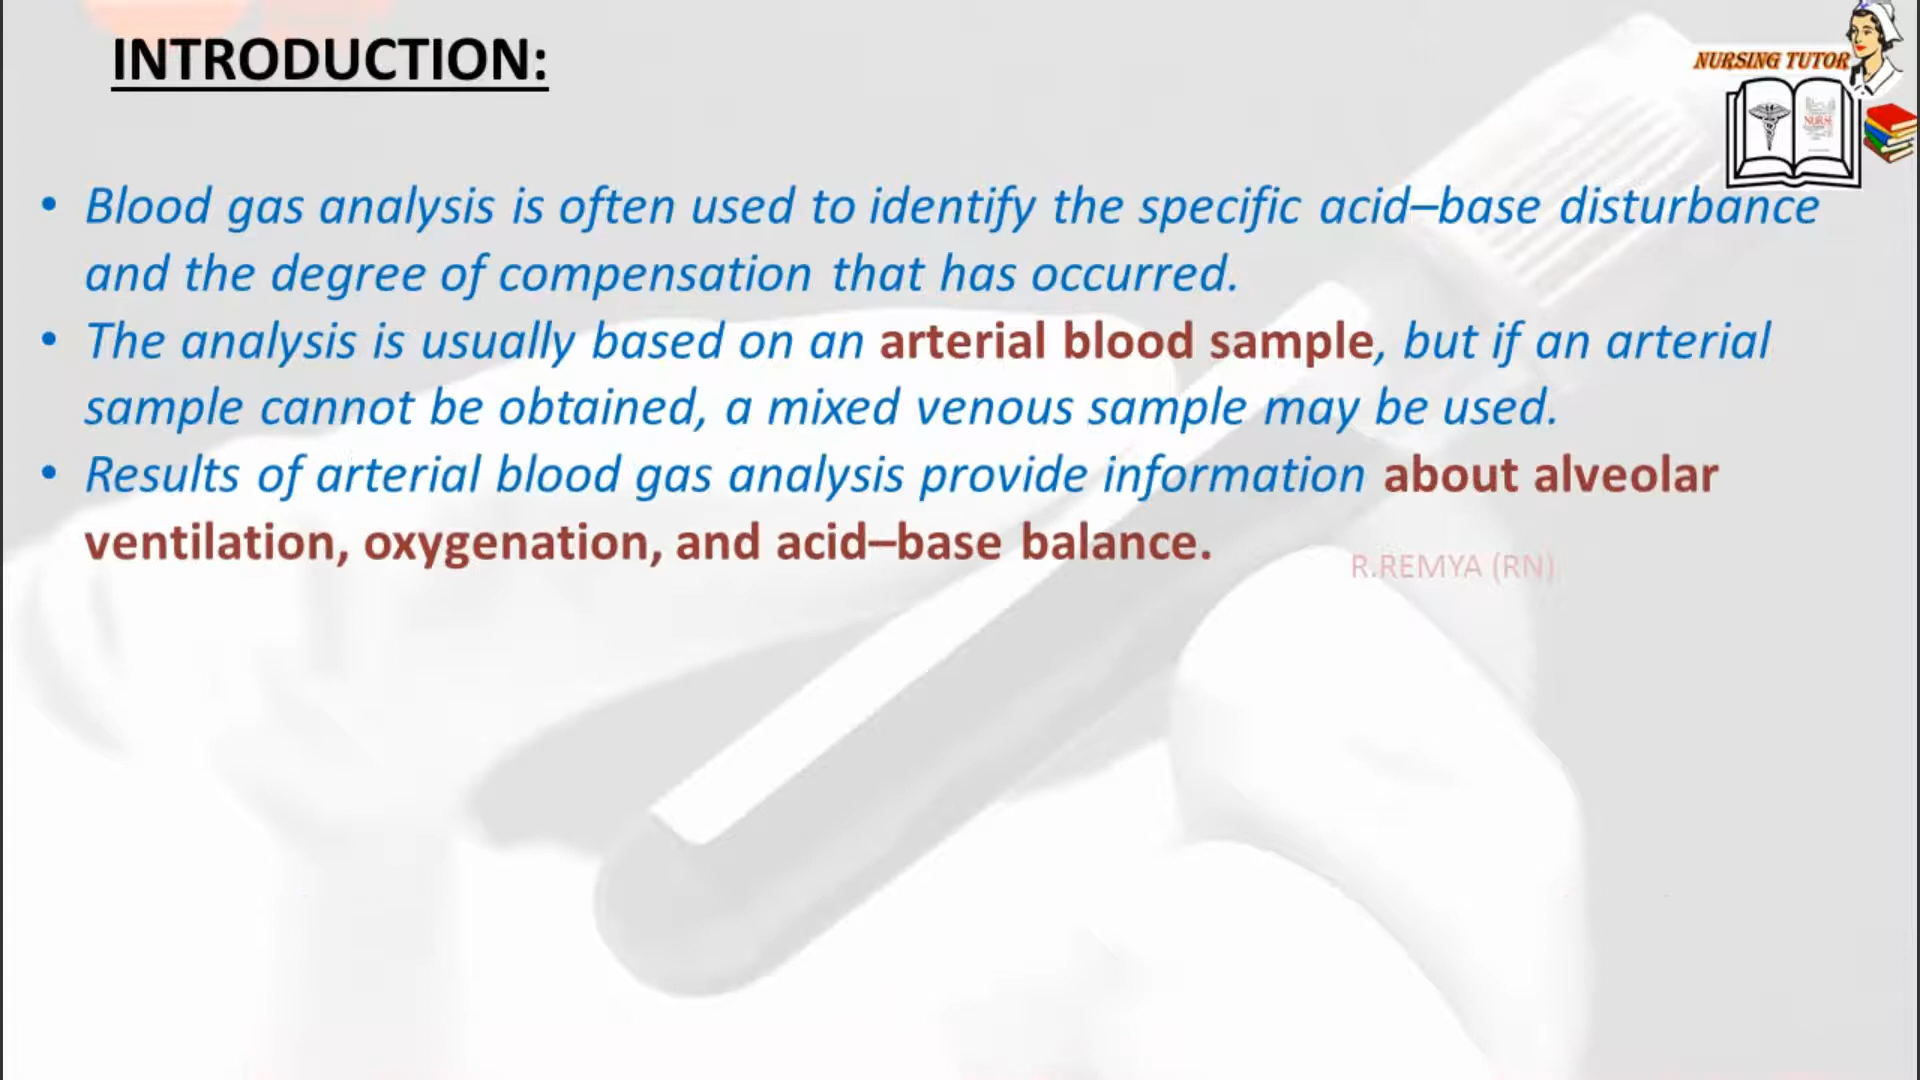 INTRODUCTION:
NURSING TUTOR
NURSE
• Blood gas analysis is often used to identify the specific acid–base disturbance
and the degree of compensation that has occurred.
• The analysis is usually based on an arterial blood sample, but if an arterial
sample cannot be obtained, a mixed venous sample may be used.
• Results of arterial blood gas analysis provide information about alveolar
ventilation, oxygenation, and acid–base balance.
R.REMYA (RN)